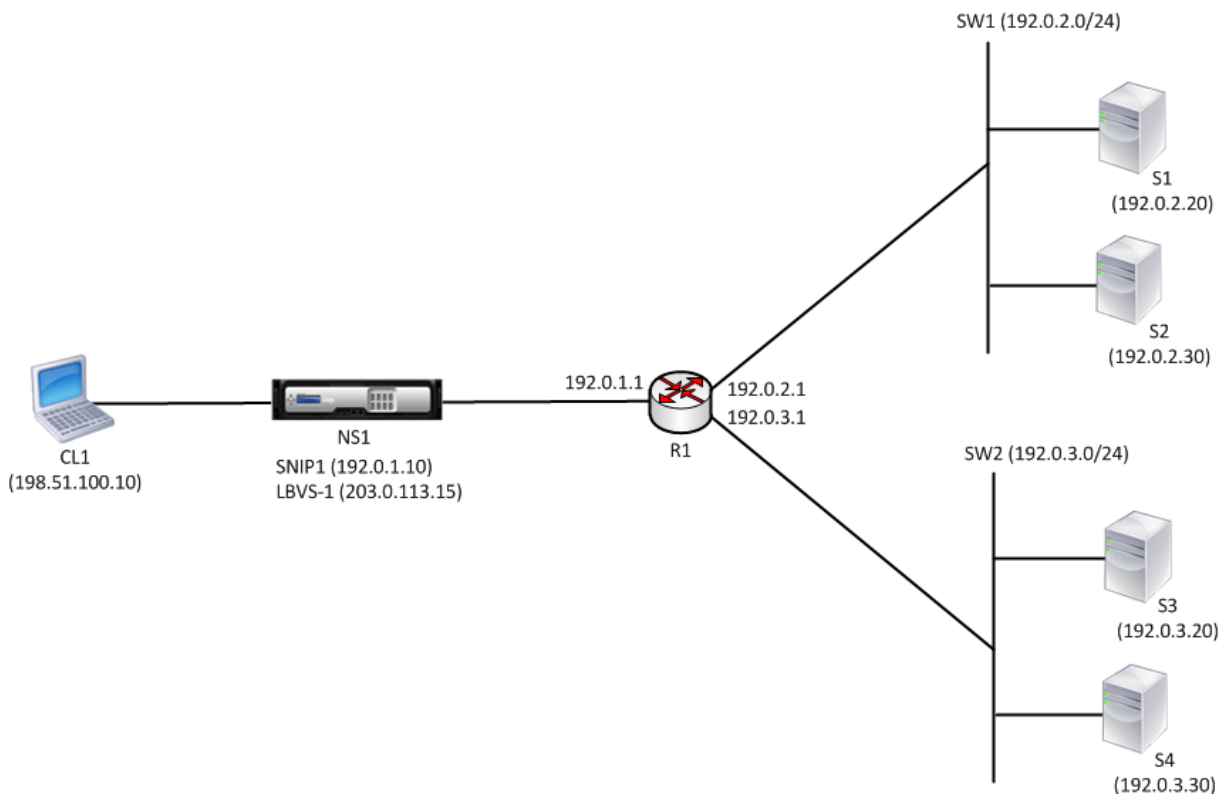 SW1 (192.0.2.0/24)
S1
(192.0.2.20)
S2
(192.0.2.30)
CL1
(198.51.100.10)
NS1
SNIP1 (192.0.1.10)
LBVS-1 (203.0.113.15)
192.0.1.1
192.0.2.1
192.0.3.1
R1
SW2 (192.0.3.0/24)
S3
(192.0.3.20)
S4
(192.0.3.30)